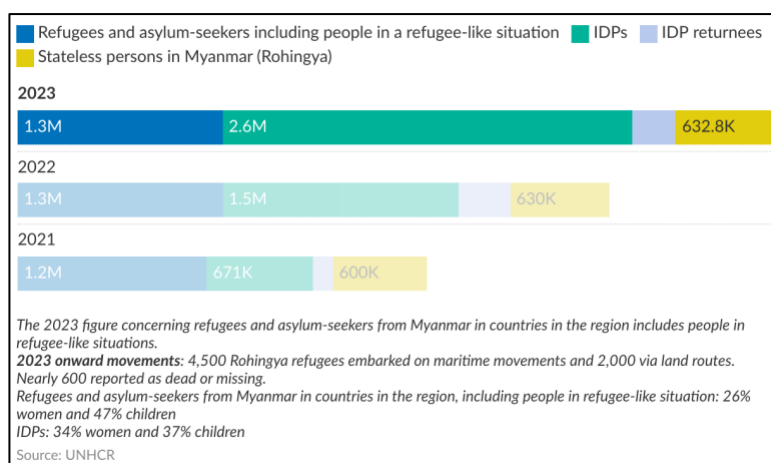 Refugees and asylum-seekers including people in a refugee-like situation IDPs IDP returnees
Stateless persons in Myanmar (Rohingya)
2023
1.3M 2.6M 632.8K
2022
1.3M 1.5M 630K
2021
1.2M 671K 600K
The 2023 figure concerning refugees and asylum-seekers from Myanmar in countries in the region includes people in
refugee-like situations.
2023 onward movements: 4,500 Rohingya refugees embarked on maritime movements and 2,000 via land routes.
Nearly 600 reported as dead or missing.
Refugees and asylum-seekers from Myanmar in countries in the region, including people in refugee-like situation: 26%
women and 47% children
IDPs: 34% women and 37% children
Source: UNHCR